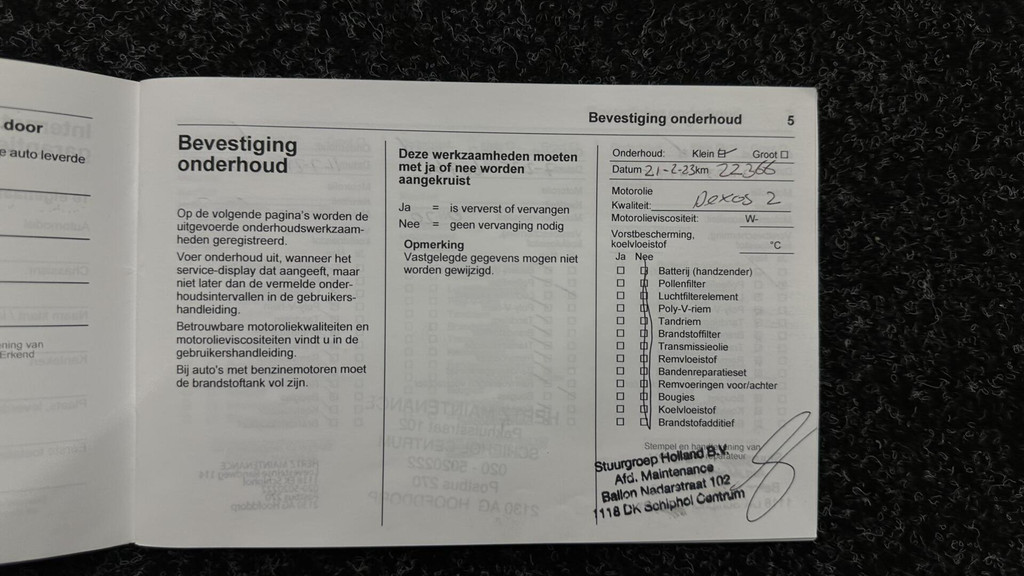 door
e auto leverde
ning van
Erkend
Bevestiging onderhoud 5
Bevestiging
onderhoud
Op de volgende pagina's worden de
uitgevoerde onderhoudswerkzaam-
heden geregistreerd.
Voer onderhoud uit, wanneer het
service-display dat aangeeft, maar
niet later dan de vermelde onder-
houdsintervallen in de gebruikers-
handleiding.
Betrouwbare motoroliekwaliteiten en
motorolieviscositeiten vindt u in de
gebruikershandleiding.
Bij auto's met benzinemotoren moet
de brandstoftank vol zijn.
Deze werkzaamheden moeten
met ja of nee worden
aangekruist
Ja = is ververst of vervangen
Nee = geen vervanging nodig
Opmerking
Vastgelegde gegevens mogen niet
worden gewijzigd.
Onderhoud: Klein Groot
Datum 21-2-23 km 22366
Motorolie
Kwaliteit: Dexos 2
Motorolieviscositeit: W-
Vorstbescherming,
koelvloeistof °C
Ja Nee
Batterij (handzender)
Pollenfilter
Luchtfilterelement
Poly-V-riem
Tandriem
Brandstoffilter
Transmissieolie
Remvloeistof
Bandenreparatieset
Remvoeringen voor/achter
Bougies
Koelvloeistof
Brandstofadditief
Stempel en handtekening van
Stuurgroep Holland B.V.
Afd. Maintenance
Ballon Nadarstraat 102
1118 DK Schiphol Centrum